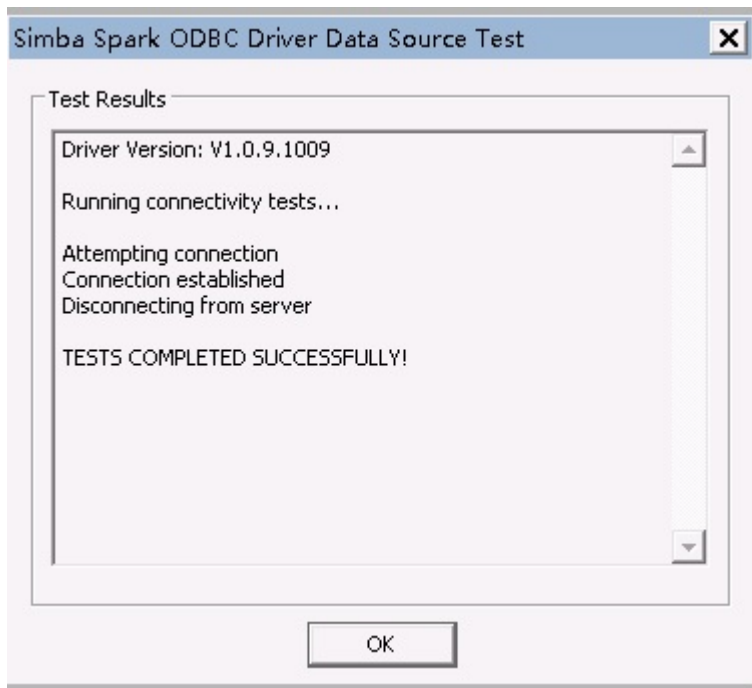 Simba Spark ODBC Driver Data Source Test
Test Results
Driver Version: V1.0.9.1009
Running connectivity tests...
Attempting connection
Connection established
Disconnecting from server
TESTS COMPLETED SUCCESSFULLY!
OK